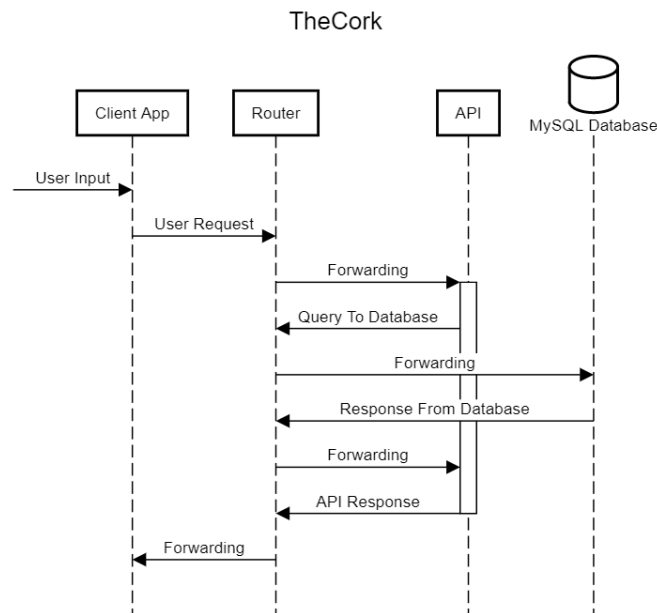 TheCork
Client App
Router
API
MySQL Database
User Input
User Request
Forwarding
Query To Database
Forwarding
Response From Database
Forwarding
API Response
Forwarding